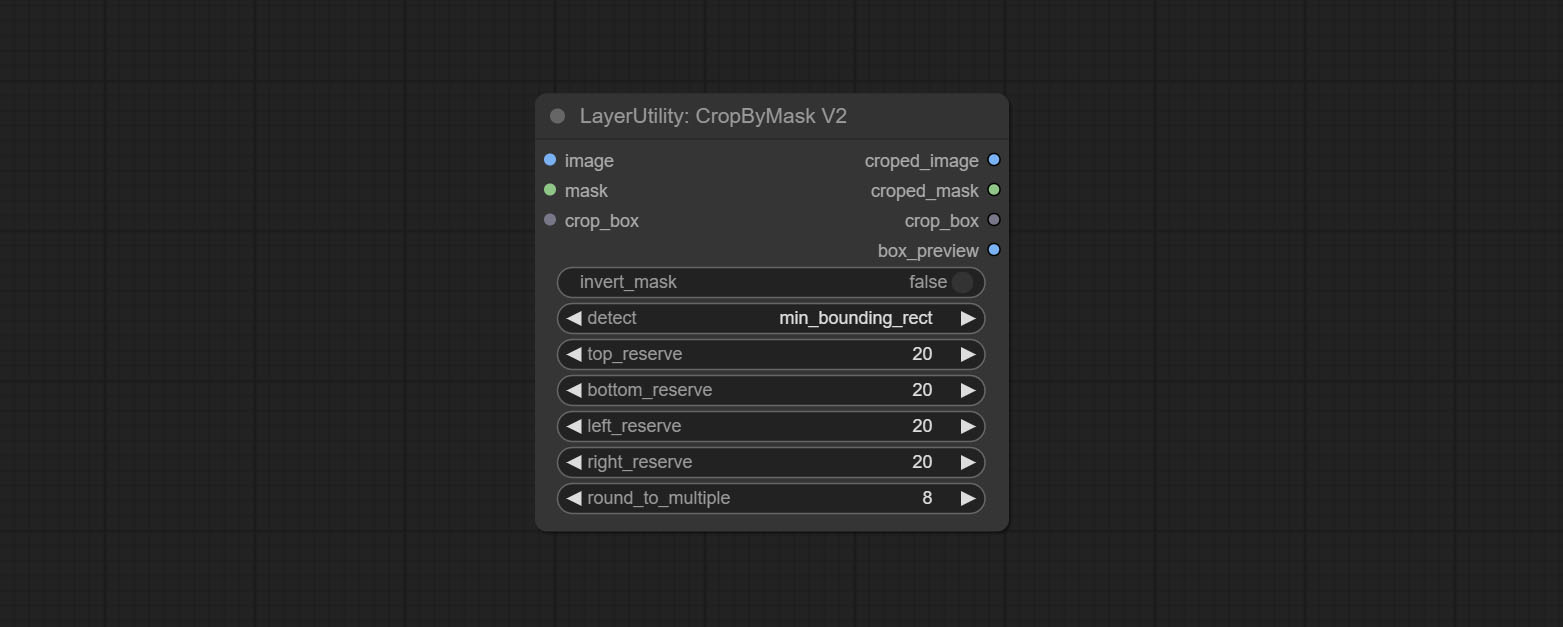 LayerUtility: CropByMask V2
image croped_image
mask croped_mask
crop_box crop_box
box_preview
invert_mask false
detect min_bounding_rect
top_reserve 20
bottom_reserve 20
left_reserve 20
right_reserve 20
round_to_multiple 8